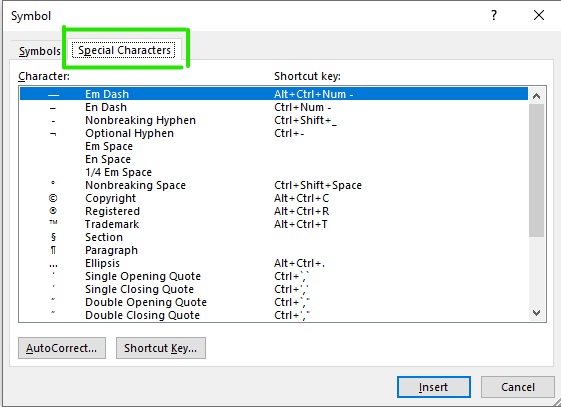 Symbol ? ×
Symbols Special Characters
Character: Shortcut key:
— Em Dash Alt+Ctrl+Num -
– En Dash Ctrl+Num -
- Nonbreaking Hyphen Ctrl+Shift+_
¬ Optional Hyphen Ctrl+-
Em Space
En Space
1/4 Em Space
° Nonbreaking Space Ctrl+Shift+Space
© Copyright Alt+Ctrl+C
® Registered Alt+Ctrl+R
™ Trademark Alt+Ctrl+T
§ Section
¶ Paragraph
… Ellipsis Alt+Ctrl+.
‘ Single Opening Quote Ctrl+`,`
’ Single Closing Quote Ctrl+','
“ Double Opening Quote Ctrl+`,"
” Double Closing Quote Ctrl+',"
AutoCorrect... Shortcut Key...
Insert Cancel